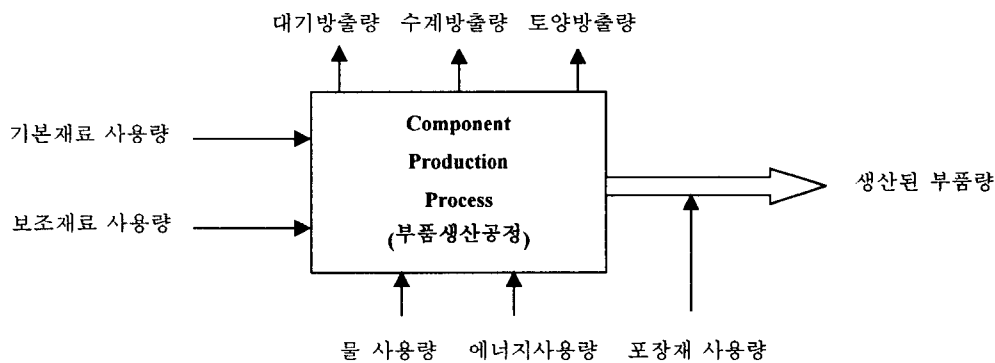 대기방출량 수계방출량 토양방출량
기본재료 사용량
보조재료 사용량
Component
Production
Process
(부품생산공정)
생산된 부품량
물 사용량 에너지사용량 포장재 사용량